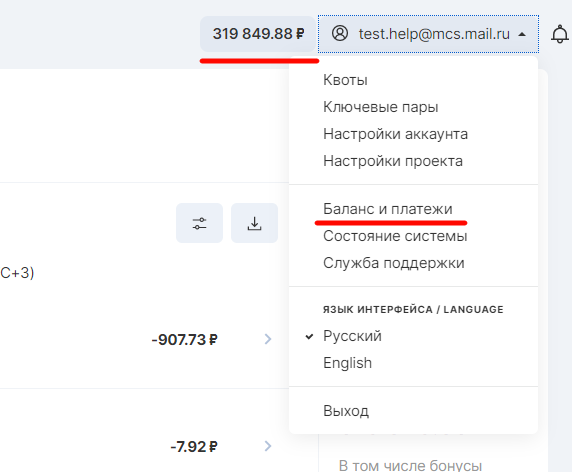 319 849.88 ₽
test.help@mcs.mail.ru
Квоты
Ключевые пары
Настройки аккаунта
Настройки проекта
Баланс и платежи
Состояние системы
Служба поддержки
C+3)
ЯЗЫК ИНТЕРФЕЙСА / LANGUAGE
-907.73 ₽
Русский
English
Выход
-7.92 ₽
В том числе бонусы